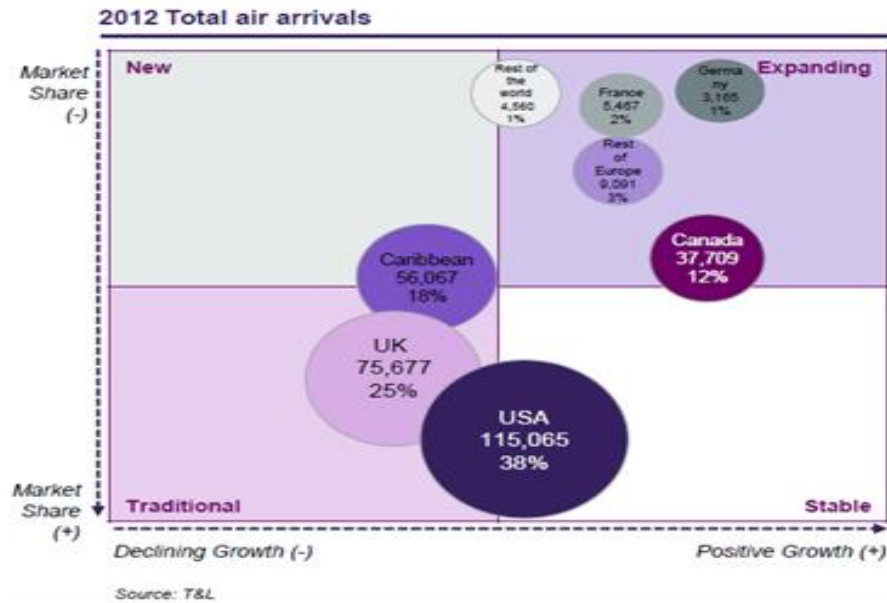 2012 Total air arrivals
Market
Share
(-)
New
Expanding
Rest of
the
world
4,560
1%
France
5,467
2%
Germa
ny
3,165
1%
Rest
of
Europe
9,091
3%
Caribbean
56,067
18%
Canada
37,709
12%
UK
75,677
25%
USA
115,065
38%
Market
Share
(+)
Traditional
Stable
Declining Growth (-)
Positive Growth (+)
Source: T&L